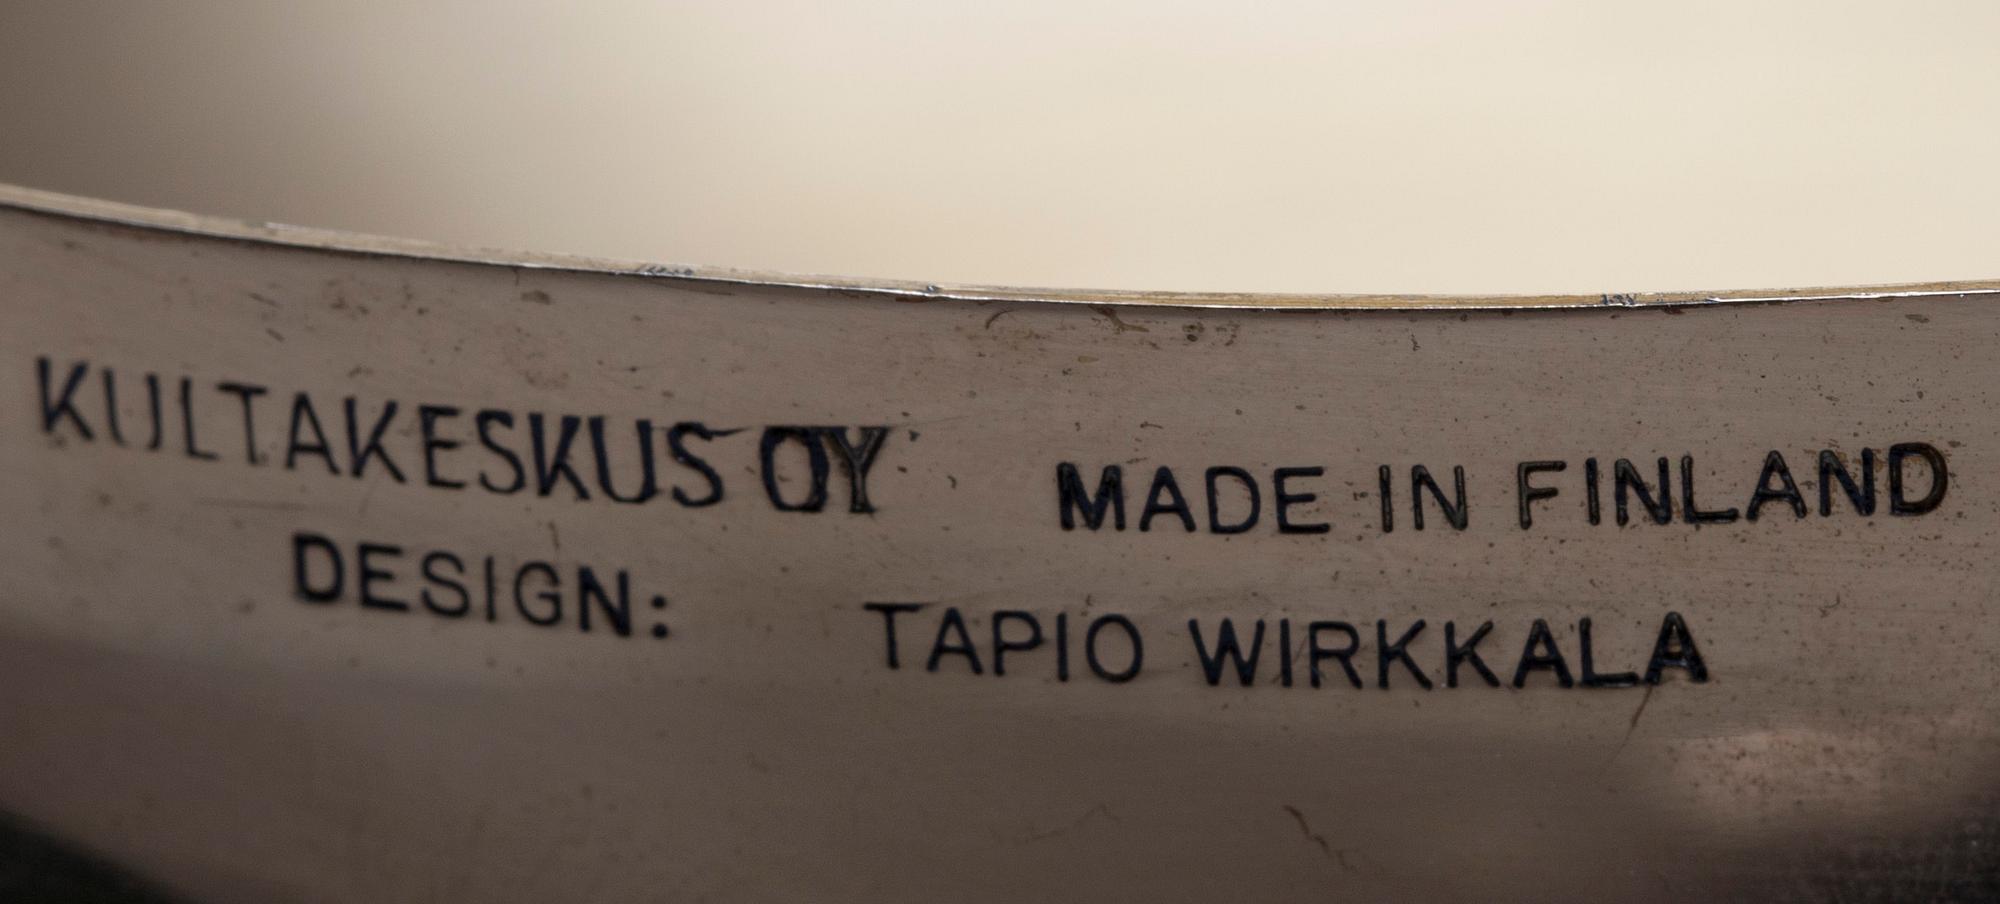 KULTAKESKUS OY MADE IN FINLAND
DESIGN: TAPIO WIRKKALA